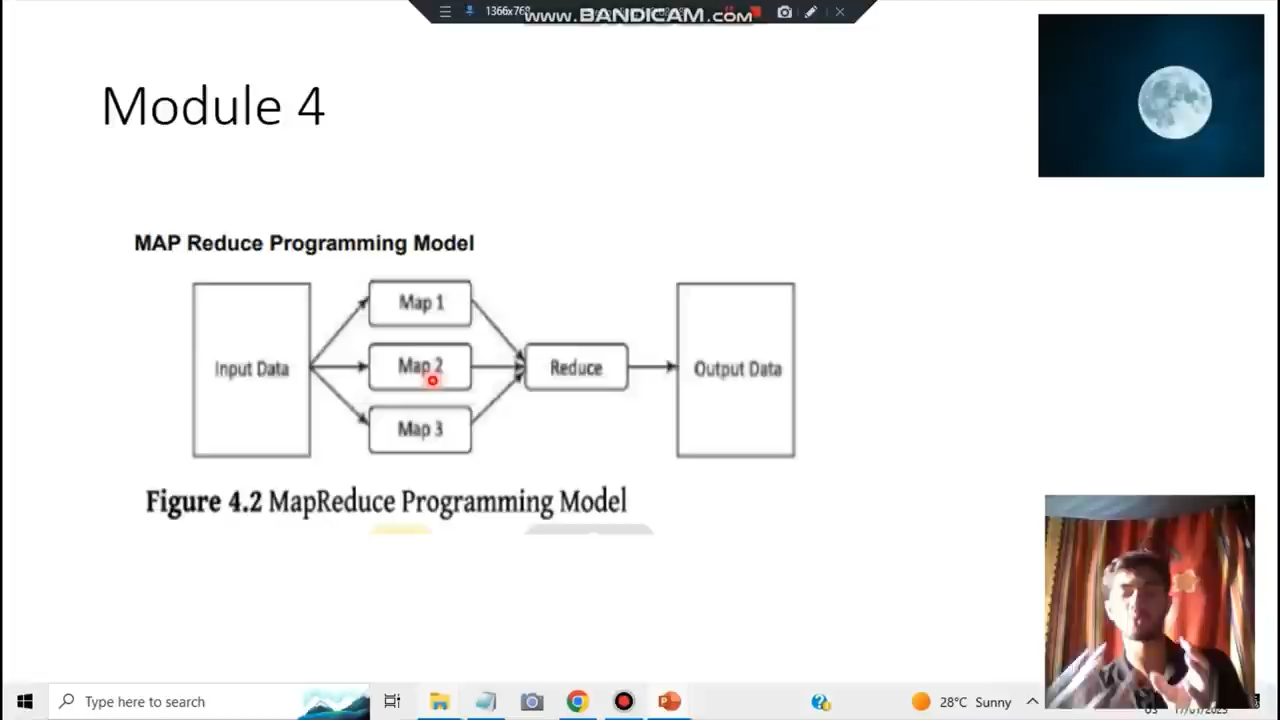 1366x768
www.BANDICAM.com
Module 4
MAP Reduce Programming Model
Input Data
Map 1
Map 2
Map 3
Reduce
Output Data
Figure 4.2 MapReduce Programming Model
Type here to search
28°C Sunny